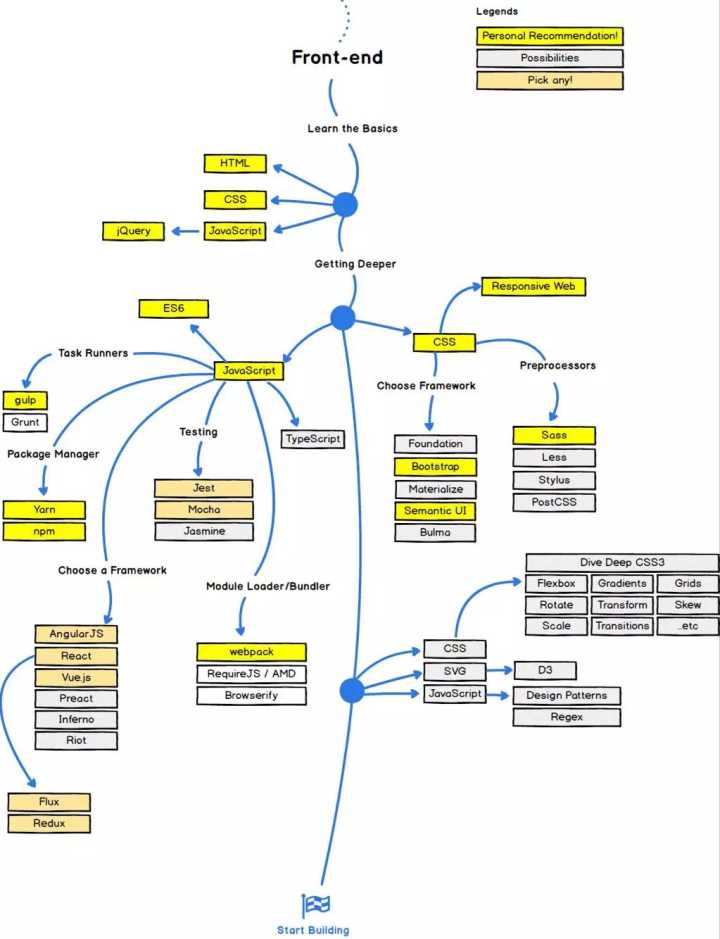 Legends
Personal Recommendation!
Possibilities
Pick any!
Front-end
Learn the Basics
HTML
CSS
jQuery
JavaScript
Getting Deeper
Responsive Web
ES6
CSS
Task Runners
Preprocessors
JavaScript
Choose Framework
gulp
Grunt
Testing
TypeScript
Foundation
Bootstrap
Materialize
Semantic UI
Bulma
Sass
Less
Stylus
PostCSS
Package Manager
Yarn
npm
Jest
Mocha
Jasmine
Choose a Framework
Module Loader/Bundler
Dive Deep CSS3
Flexbox Gradients Grids
Rotate Transform Skew
Scale Transitions ..etc
AngularJS
React
Vue.js
Preact
Inferno
Riot
webpack
RequireJS / AMD
Browserify
CSS
SVG
D3
JavaScript
Design Patterns
Regex
Flux
Redux
Start Building